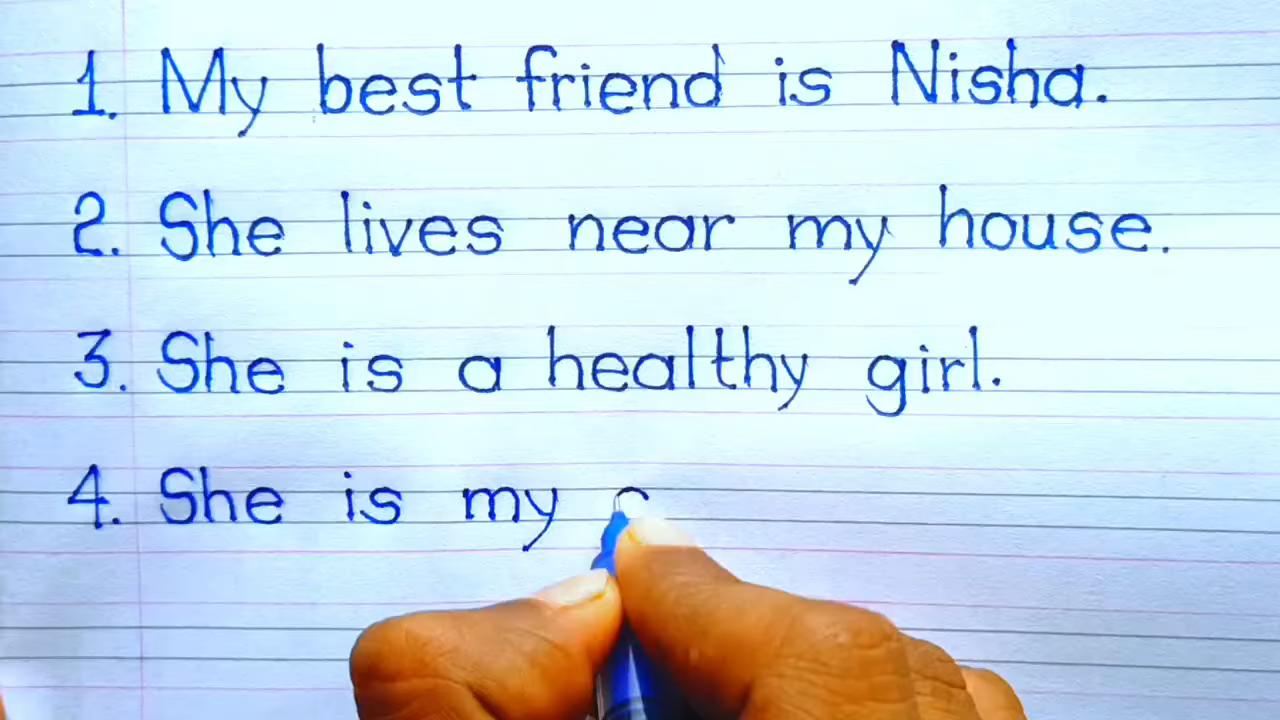 1. My best friend is Nisha.
2. She lives near my house.
3. She is a healthy girl.
4. She is my